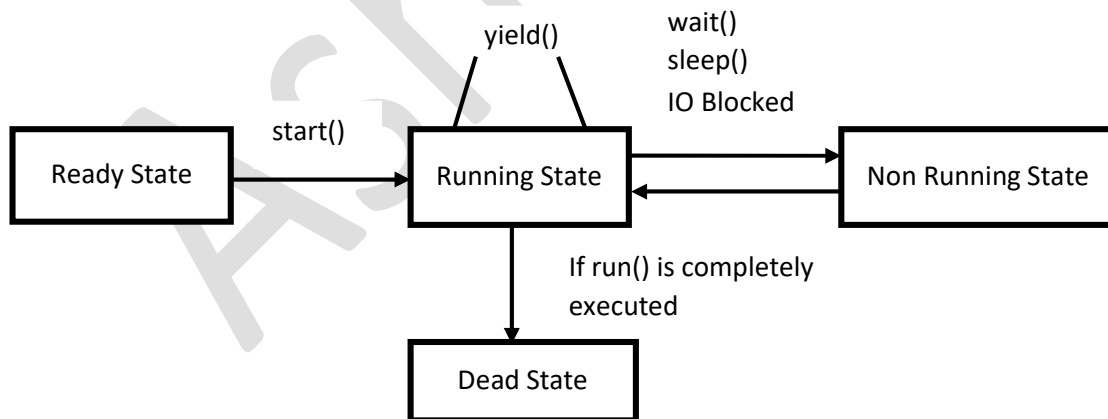 yield()
wait()
sleep()
IO Blocked
start()
Ready State
Running State
Non Running State
If run() is completely
executed
Dead State